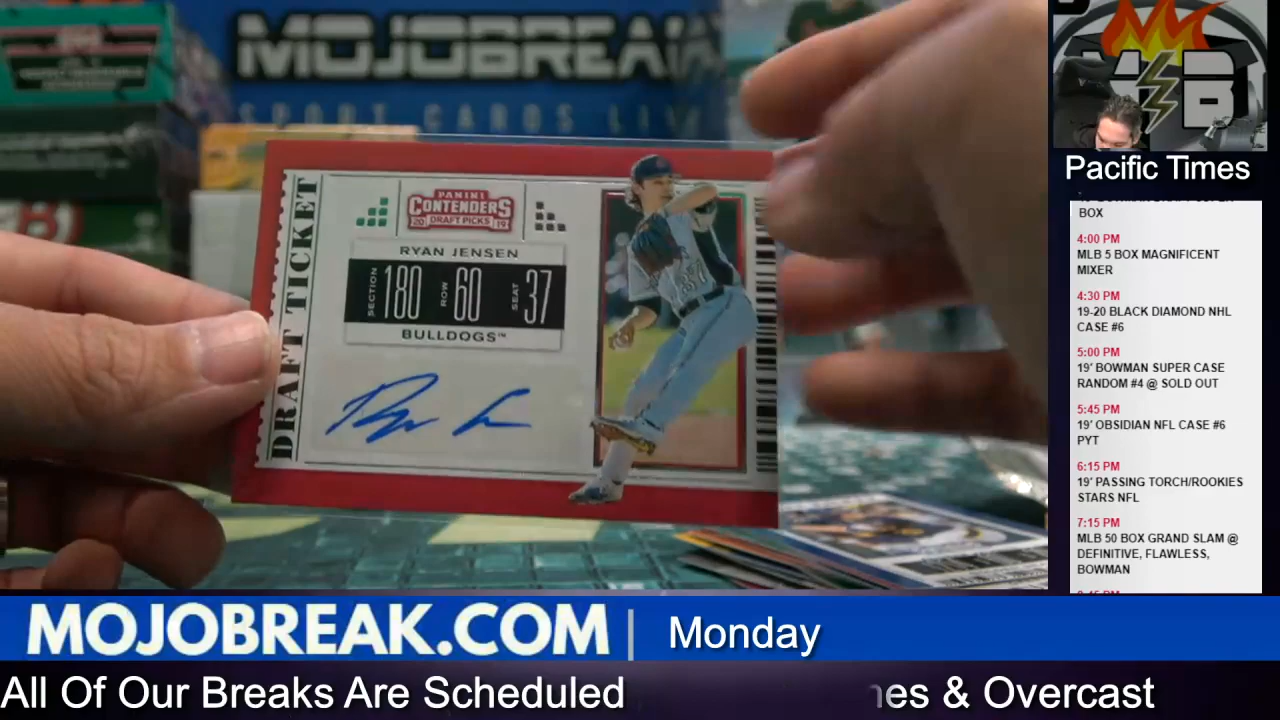 MOJOBREAK
SPORT CARDS LIV
DRAFT TICKET
PANINI
CONTENDERS
20 DRAFT PICKS 19
RYAN JENSEN
SECTION 180 ROW 60 SEAT 37
BULLDOGS™
Pacific Times
BOX
4:00 PM
MLB 5 BOX MAGNIFICENT
MIXER
4:30 PM
19-20 BLACK DIAMOND NHL
CASE #6
5:00 PM
19' BOWMAN SUPER CASE
RANDOM #4 @ SOLD OUT
5:45 PM
19' OBSIDIAN NFL CASE #6
PYT
6:15 PM
19' PASSING TORCH/ROOKIES
STARS NFL
7:15 PM
MLB 50 BOX GRAND SLAM @
DEFINITIVE, FLAWLESS,
BOWMAN
MOJOBREAK.COM | Monday
All Of Our Breaks Are Scheduled
nes & Overcast